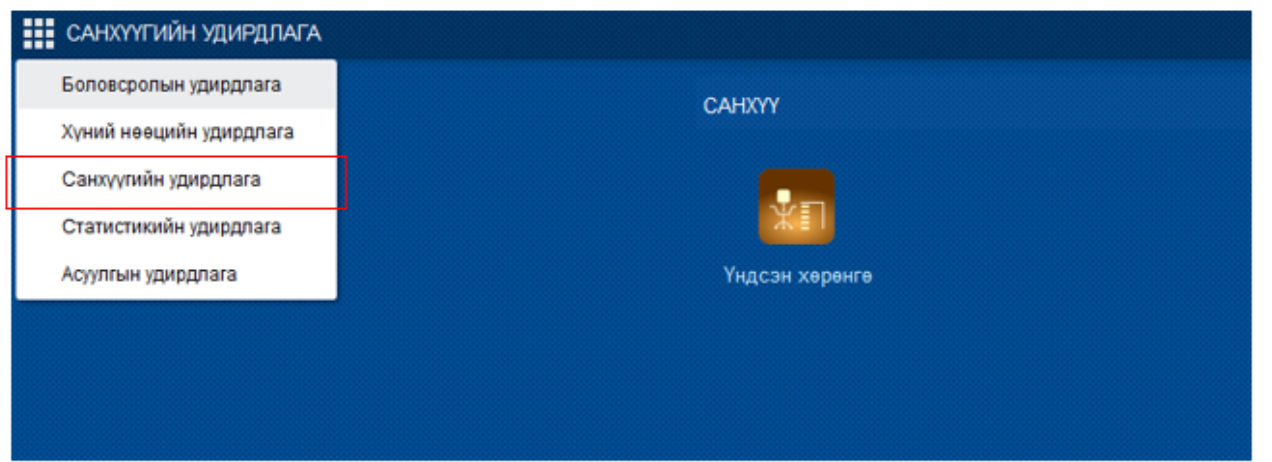 САНХҮҮГИЙН УДИРДЛАГА
Боловсролын удирдлага
Хүний нөөцийн удирдлага
Санхүүгийн удирдлага
Статистикийн удирдлага
Асуулгын удирдлага
САНХҮҮ
Үндсэн хөрөнгө